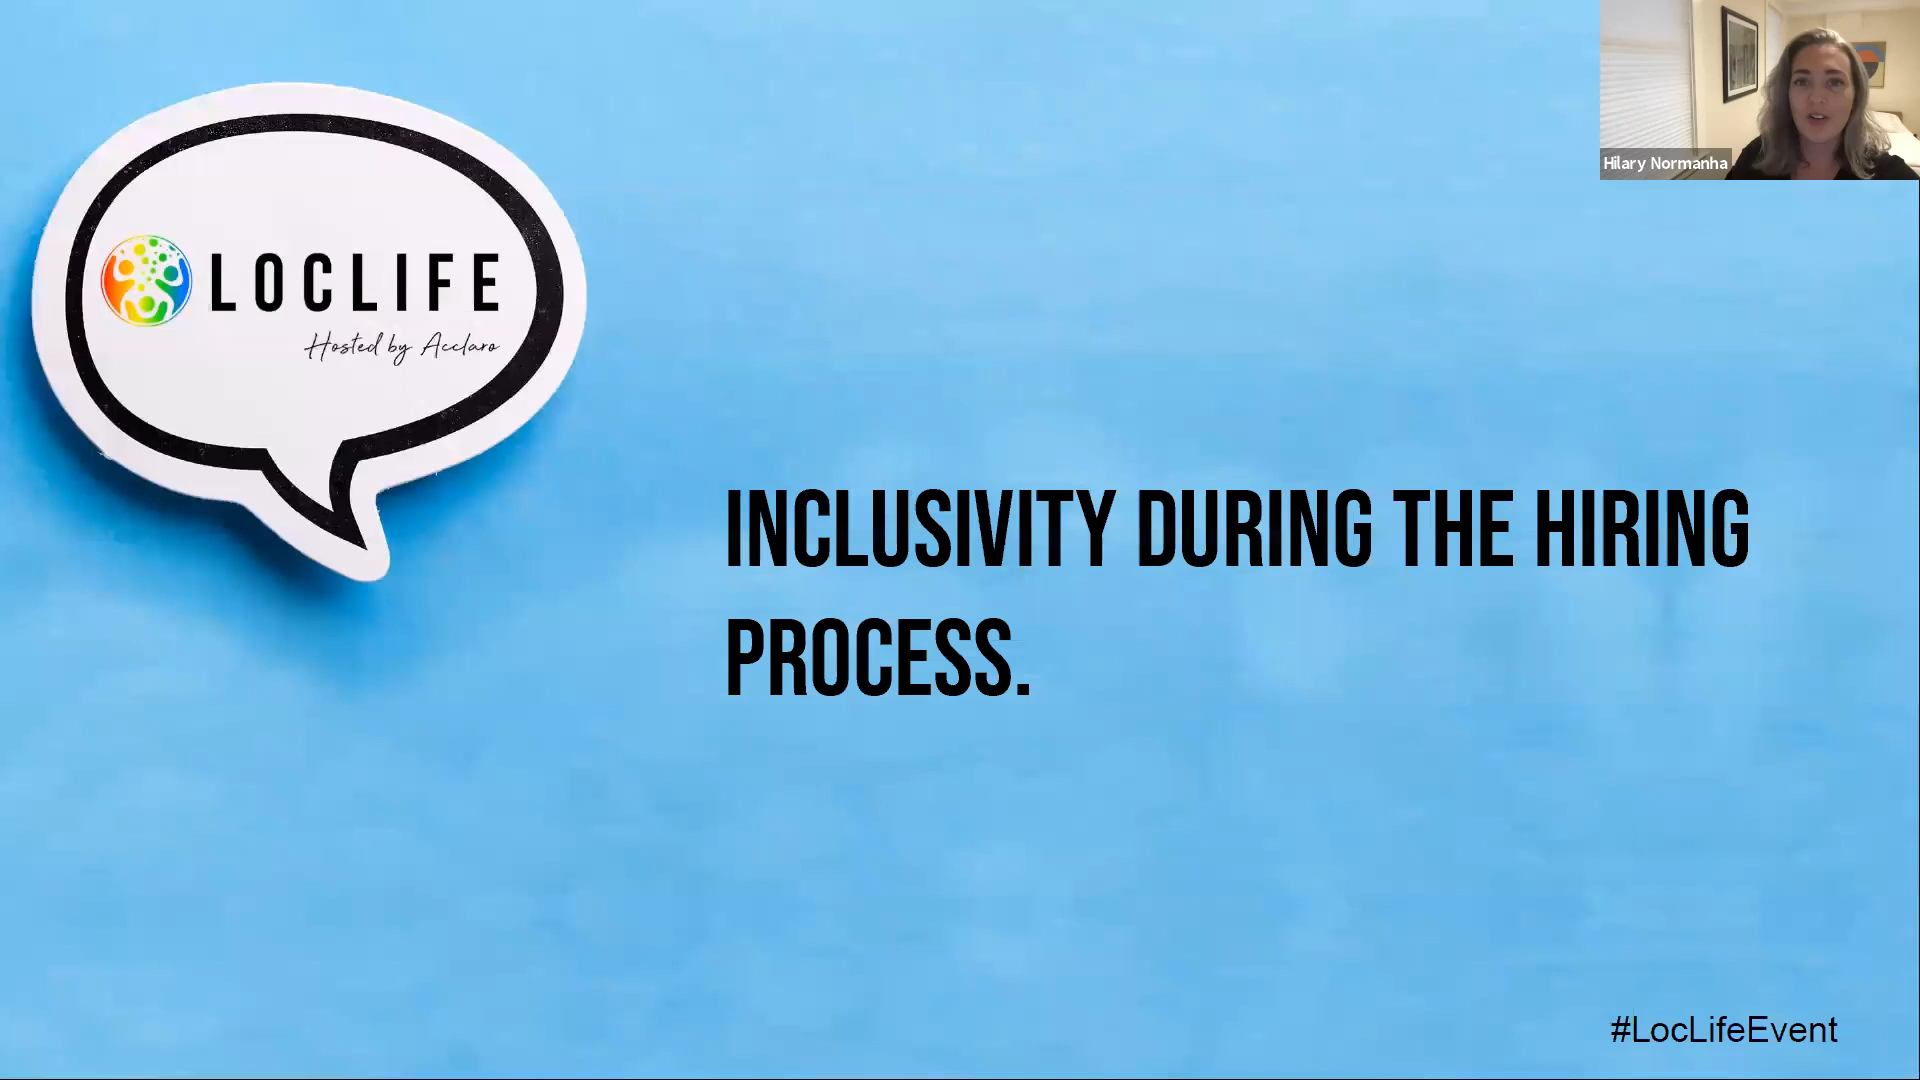 Hilary Normanha
LOCLIFE
Hosted by Acclaro
INCLUSIVITY DURING THE HIRING
PROCESS.
#LocLifeEvent